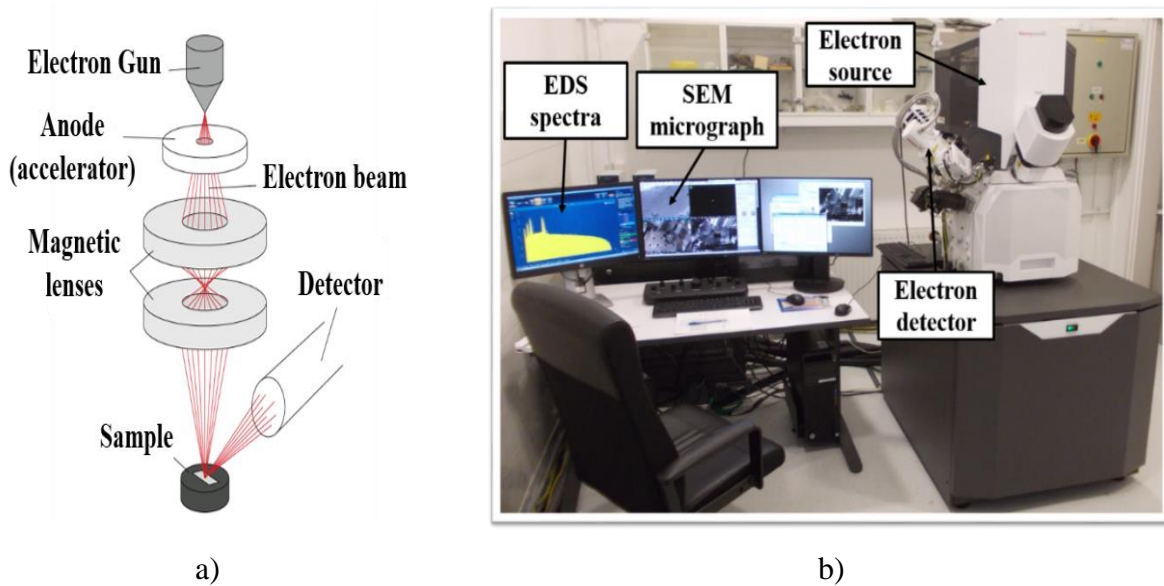 Electron Gun
Anode
(accelerator)
Electron beam
Magnetic
lenses
Detector
Sample
a)
EDS
spectra
SEM
micrograph
Electron
source
Electron
detector
b)